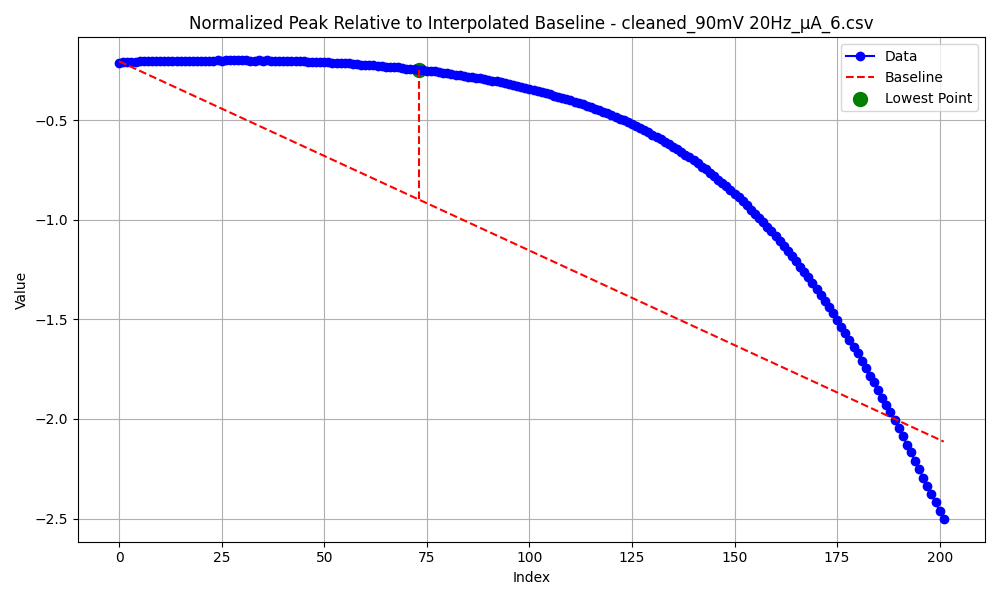 Normalized Peak Relative to Interpolated Baseline - cleaned_90mV 20Hz_μA_6.csv
Data
Baseline
Lowest Point
−0.5
−1.0
−1.5
−2.0
−2.5
Value
0 25 50 75 100 125 150 175 200
Index